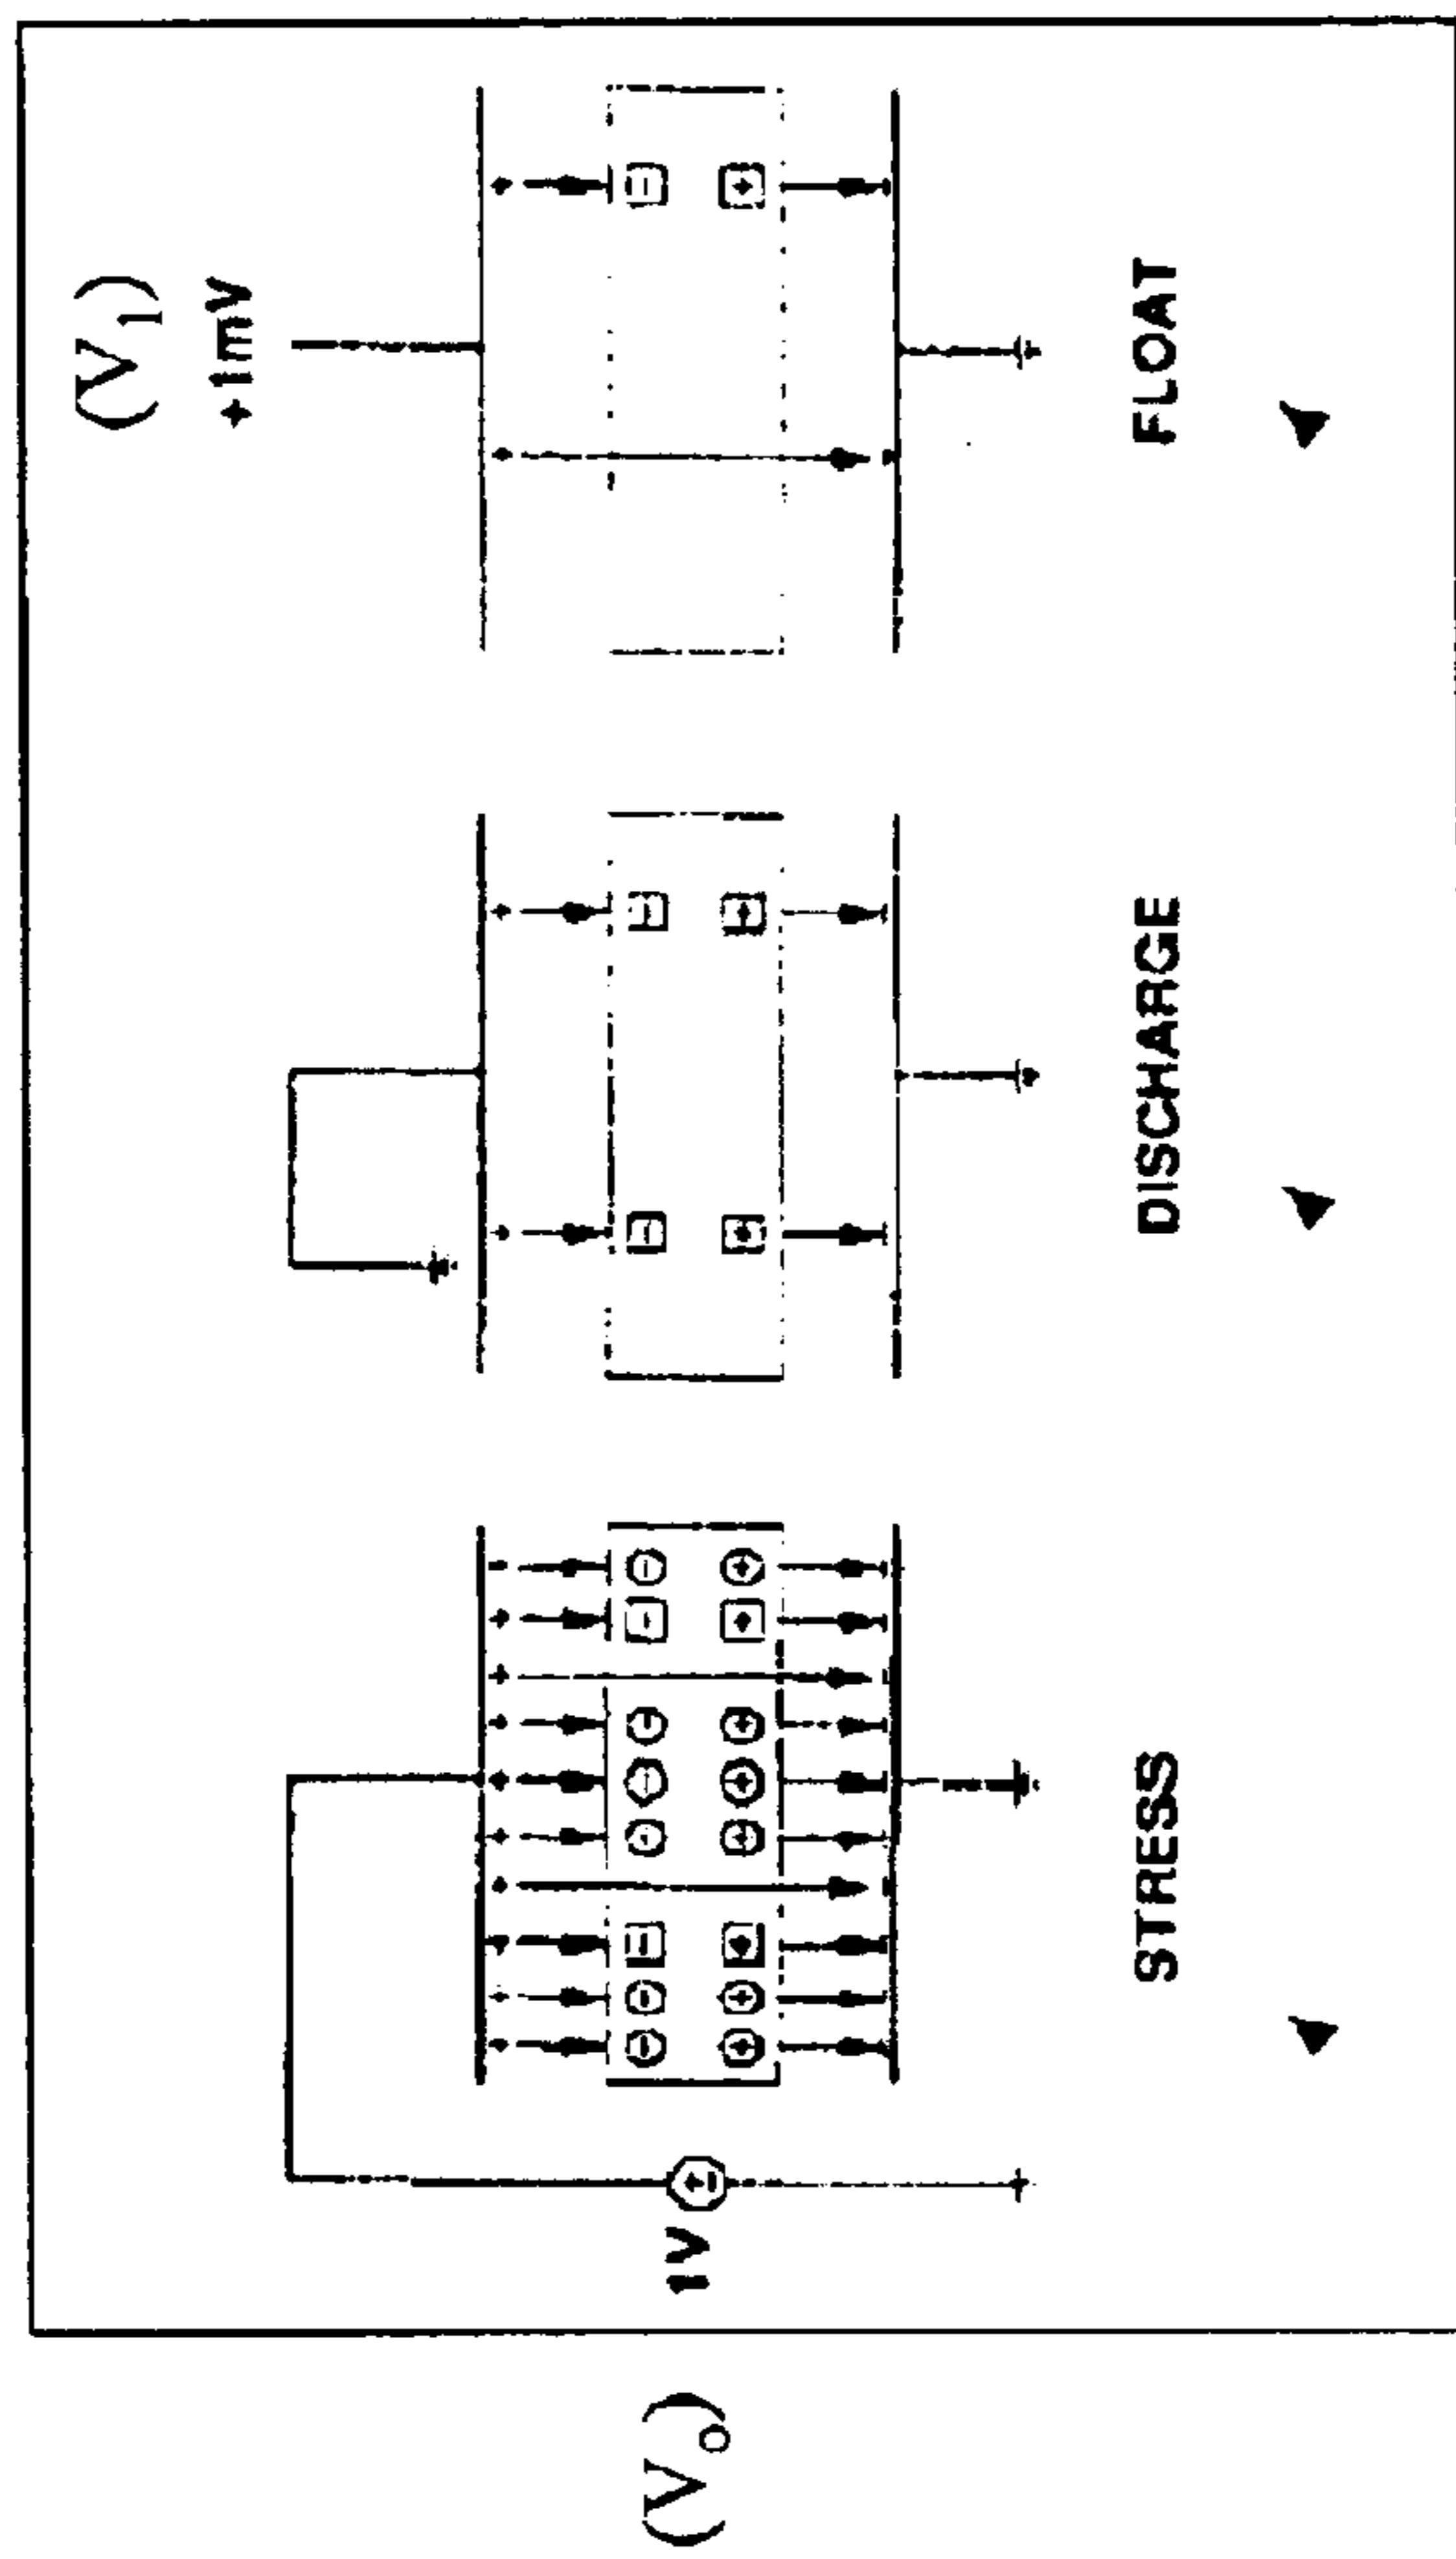 (V₁)
+1mV
1V
(Vₒ)
STRESS
DISCHARGE
FLOAT